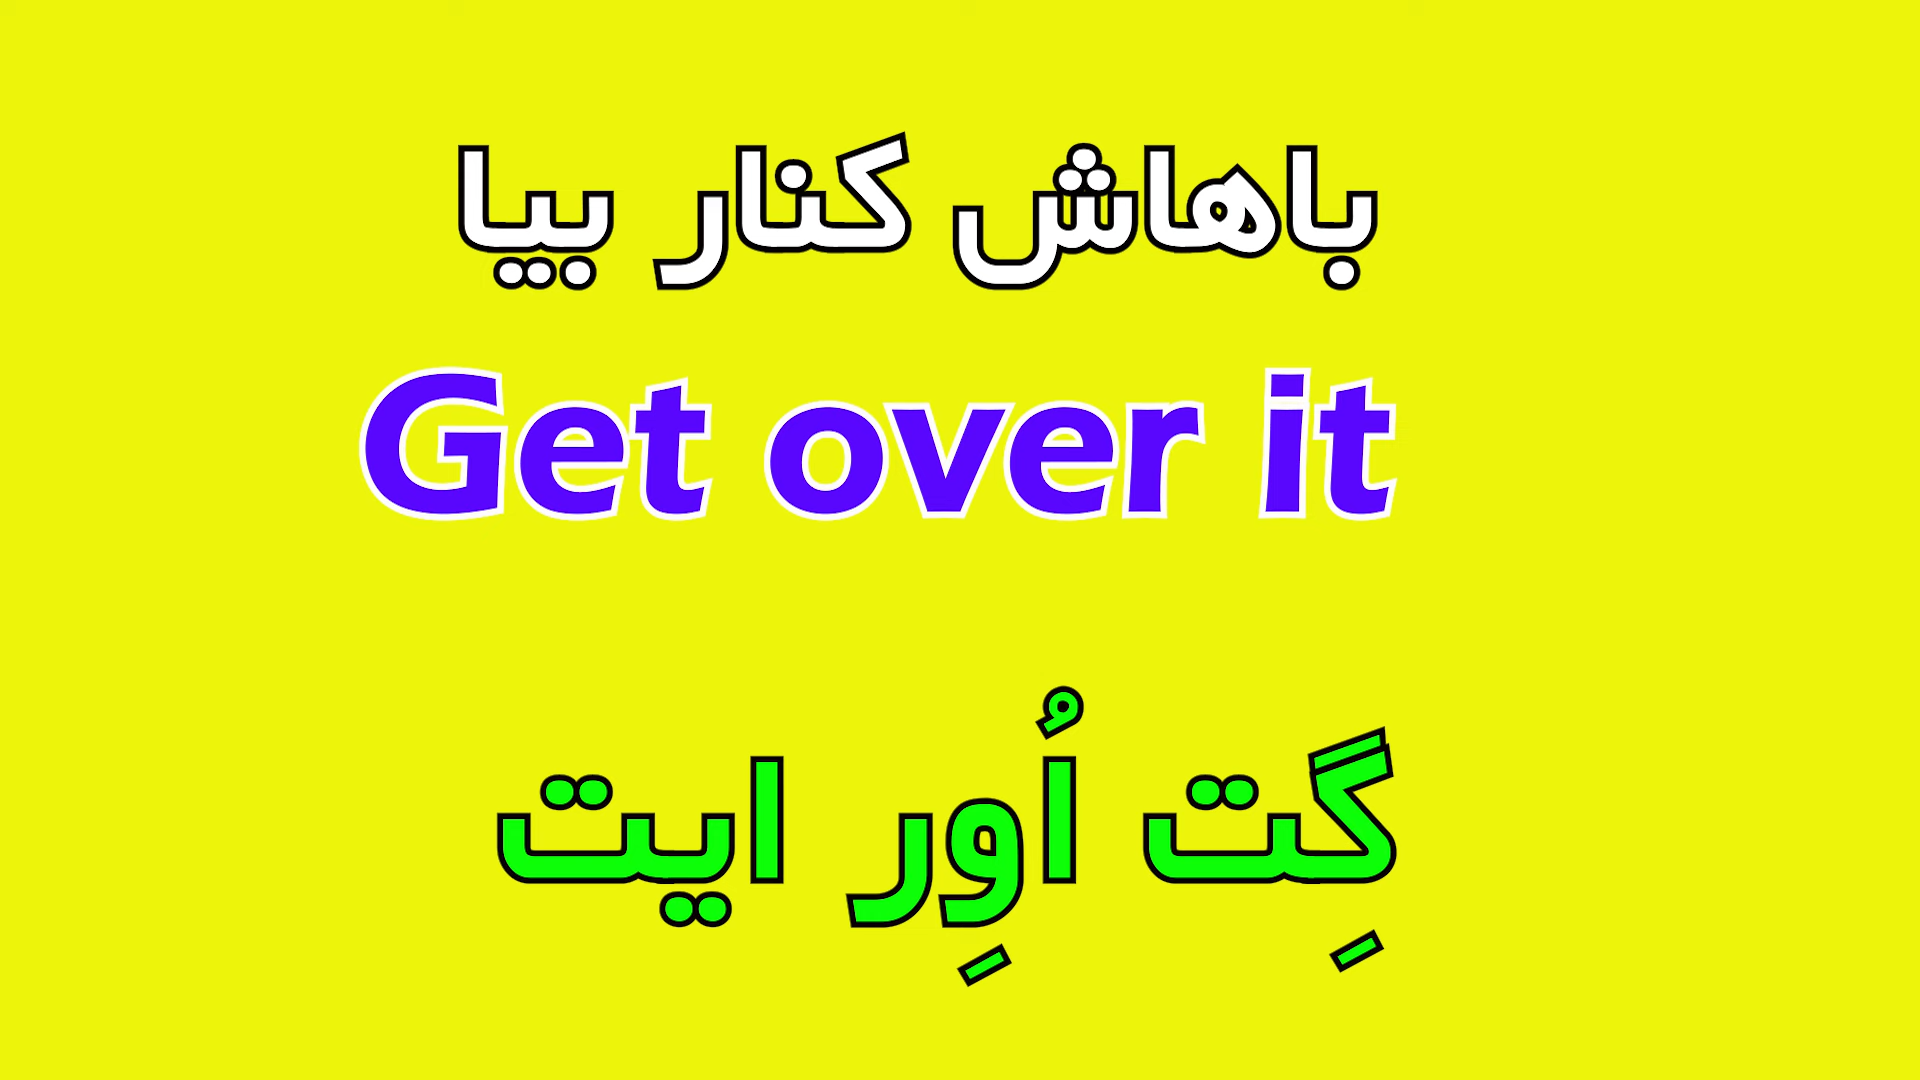 باهاش کنار بیا
Get over it
گِت اُوِر ایت